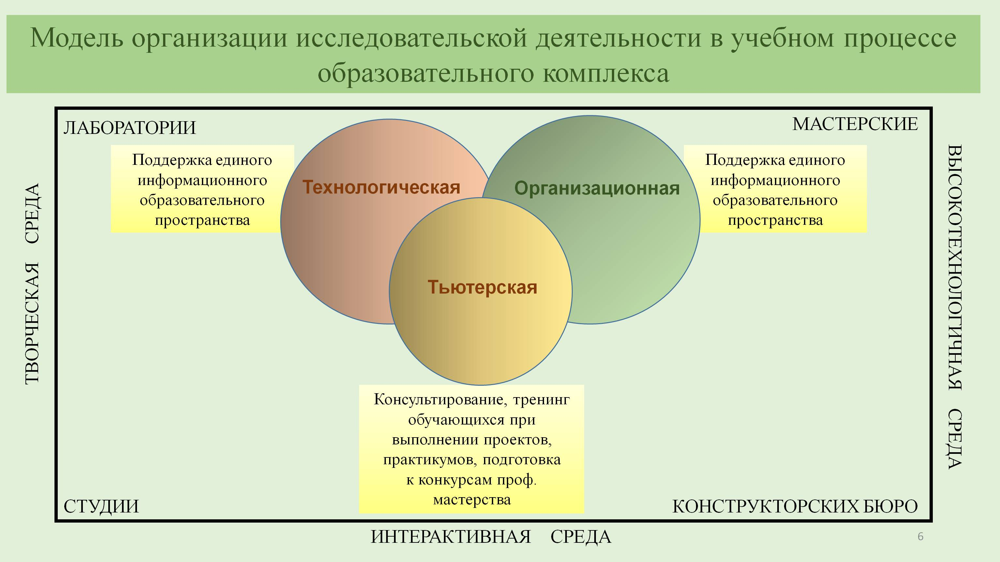 Модель организации исследовательской деятельности в учебном процессе
образовательного комплекса
ЛАБОРАТОРИИ
МАСТЕРСКИЕ
Поддержка единого
информационного
образовательного
пространства
Технологическая
Организационная
Поддержка единого
информационного
образовательного
пространства
ТВОРЧЕСКАЯ СРЕДА
ВЫСОКОТЕХНОЛОГИЧНАЯ СРЕДА
Тьютерская
Консультирование, тренинг
обучающихся при
выполнении проектов,
практикумов, подготовка
к конкурсам проф.
мастерства
СТУДИИ
КОНСТРУКТОРСКИХ БЮРО
ИНТЕРАКТИВНАЯ СРЕДА
6